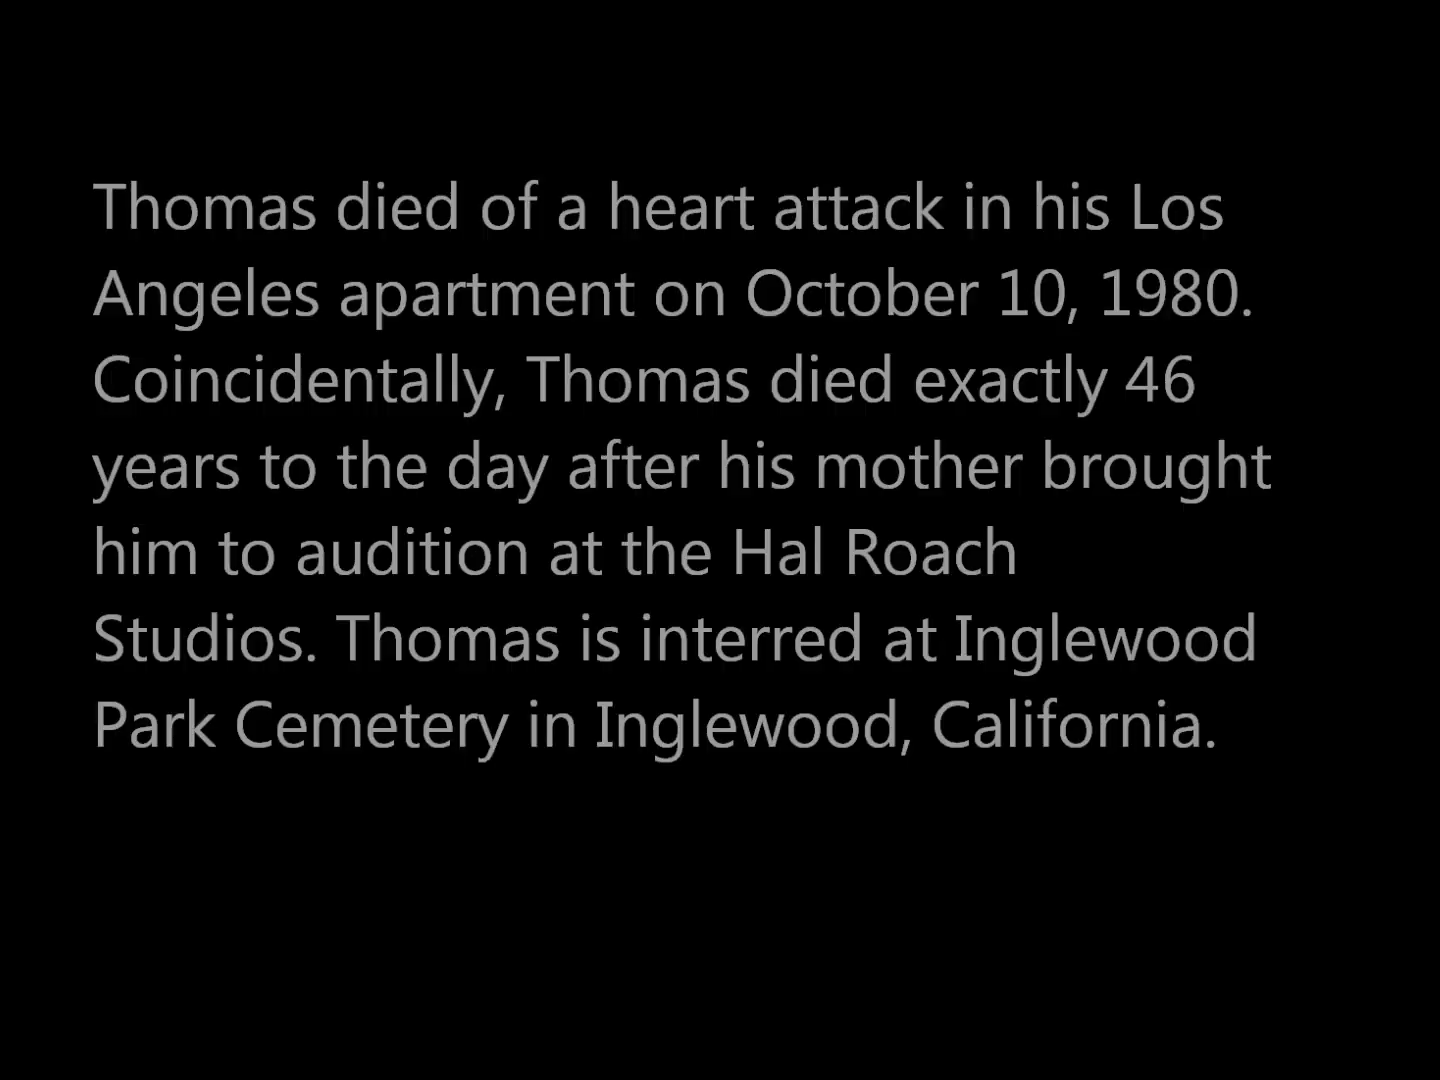 Thomas died of a heart attack in his Los
Angeles apartment on October 10, 1980.
Coincidentally, Thomas died exactly 46
years to the day after his mother brought
him to audition at the Hal Roach
Studios. Thomas is interred at Inglewood
Park Cemetery in Inglewood, California.